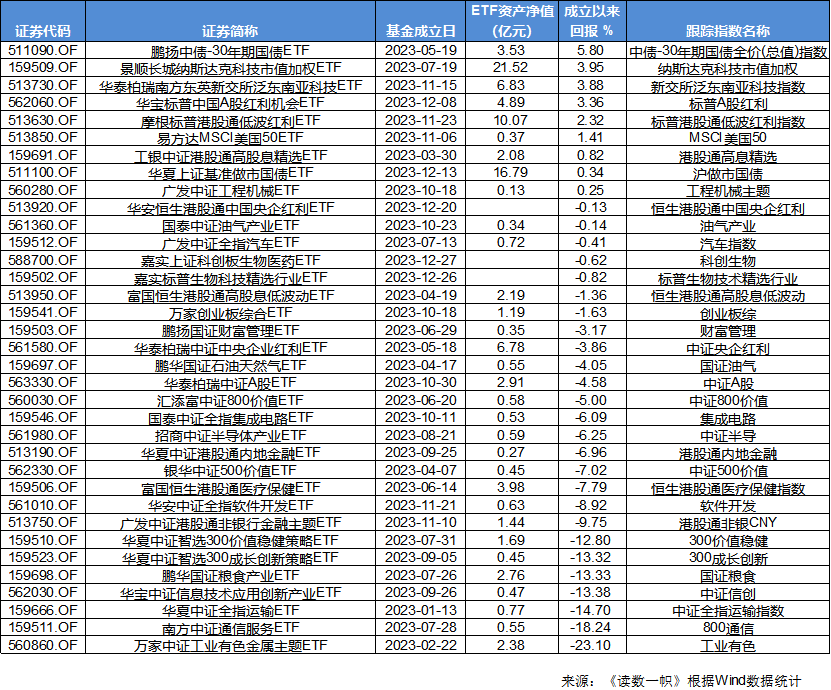 证券代码 证券简称 基金成立日 ETF资产净值（亿元） 成立以来回报 % 跟踪指数名称
511090.OF 鹏扬中债-30年期国债ETF 2023-05-19 3.53 5.80 中债-30年期国债全价(总值)指数
159509.OF 景顺长城纳斯达克科技市值加权ETF 2023-07-19 21.52 3.95 纳斯达克科技市值加权
513730.OF 华泰柏瑞南方东英新交所泛东南亚科技ETF 2023-11-15 6.83 3.88 新交所泛东南亚科技指数
562060.OF 华宝标普中国A股红利机会ETF 2023-12-08 4.89 3.36 标普A股红利
513630.OF 摩根标普港股通低波红利ETF 2023-11-23 10.07 2.32 标普港股通低波红利指数
513850.OF 易方达MSCI美国50ETF 2023-11-06 0.37 1.41 MSCI美国50
159691.OF 工银中证港股通高股息精选ETF 2023-03-30 2.08 0.82 港股通高息精选
511100.OF 华夏上证基准做市国债ETF 2023-12-13 16.79 0.34 沪做市国债
560280.OF 广发中证工程机械ETF 2023-10-18 0.13 0.25 工程机械主题
513920.OF 华安恒生港股通中国央企红利ETF 2023-12-20 -0.13 恒生港股通中国央企红利
561360.OF 国泰中证油气产业ETF 2023-10-23 0.34 -0.14 油气产业
159512.OF 广发中证全指汽车ETF 2023-07-13 0.72 -0.41 汽车指数
588700.OF 嘉实上证科创板生物医药ETF 2023-12-27 -0.62 科创生物
159502.OF 嘉实标普生物科技精选行业ETF 2023-12-26 -0.82 标普生物技术精选行业
513950.OF 富国恒生港股通高股息低波动ETF 2023-04-19 2.19 -1.36 恒生港股通高股息低波动
159541.OF 万家创业板综合ETF 2023-10-18 1.19 -1.63 创业板综
159503.OF 鹏扬国证财富管理ETF 2023-06-29 0.35 -3.17 财富管理
561580.OF 华泰柏瑞中证中央企业红利ETF 2023-05-18 6.78 -3.86 中证央企红利
159697.OF 鹏华国证石油天然气ETF 2023-04-17 0.55 -4.05 国证油气
563330.OF 华泰柏瑞中证A股ETF 2023-10-30 2.91 -4.58 中证A股
560030.OF 汇添富中证800价值ETF 2023-06-20 0.58 -5.00 中证800价值
159546.OF 国泰中证全指集成电路ETF 2023-10-11 0.53 -6.09 集成电路
561980.OF 招商中证半导体产业ETF 2023-08-21 0.59 -6.25 中证半导
513190.OF 华夏中证港股通内地金融ETF 2023-09-25 0.27 -6.96 港股通内地金融
562330.OF 银华中证500价值ETF 2023-04-07 0.45 -7.02 中证500价值
159506.OF 富国恒生港股通医疗保健ETF 2023-06-14 3.98 -7.79 恒生港股通医疗保健指数
561010.OF 华安中证全指软件开发ETF 2023-11-21 0.63 -8.92 软件开发
513750.OF 广发中证港股通非银行金融主题ETF 2023-11-10 1.44 -9.75 港股通非银CNY
159510.OF 华夏中证智选300价值稳健策略ETF 2023-07-31 1.69 -12.80 300价值稳健
159523.OF 华夏中证智选300成长创新策略ETF 2023-09-05 0.45 -13.32 300成长创新
159698.OF 鹏华国证粮食产业ETF 2023-07-26 2.76 -13.33 国证粮食
562030.OF 华宝中证信息技术应用创新产业ETF 2023-09-26 0.47 -13.38 中证信创
159666.OF 华夏中证全指运输ETF 2023-01-13 0.77 -14.70 中证全指运输指数
159511.OF 南方中证通信服务ETF 2023-07-28 0.55 -18.24 800通信
560860.OF 万家中证工业有色金属主题ETF 2023-02-22 2.38 -23.10 工业有色
来源：《读数一帜》根据Wind数据统计